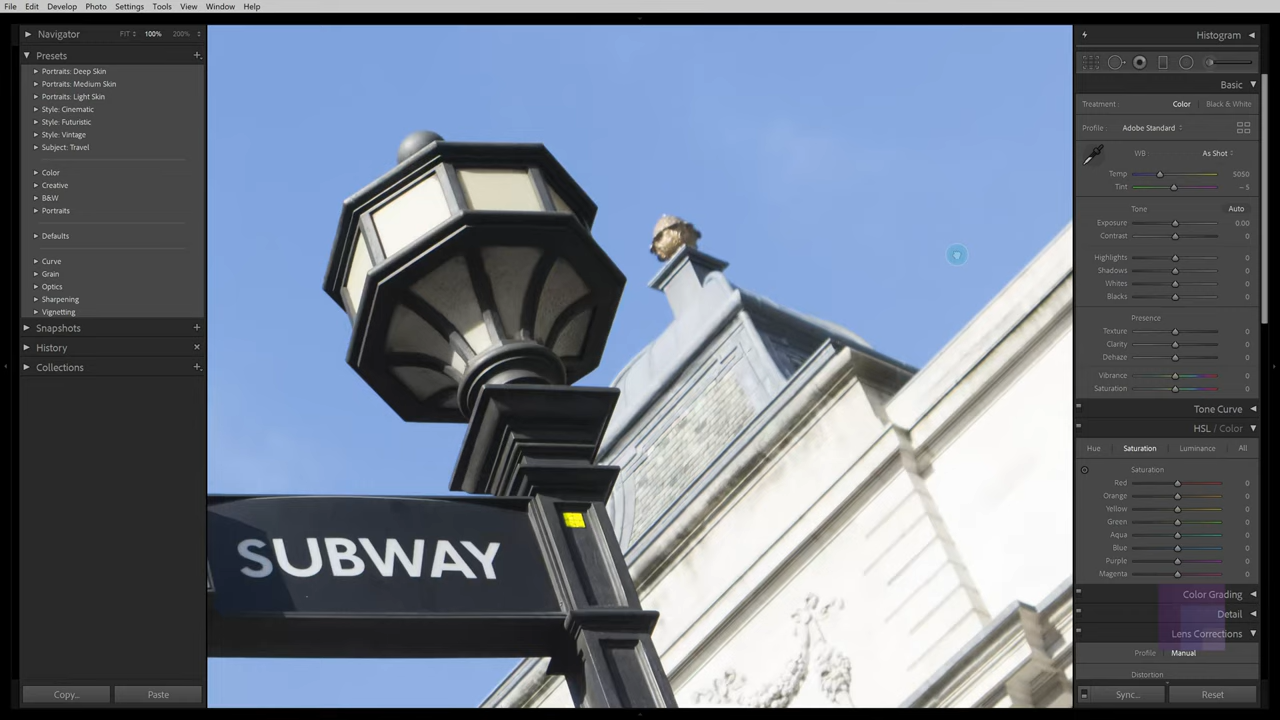 File Edit Develop Photo Settings Tools View Window Help
Navigator FIT 100% 200%
Presets
Portraits: Deep Skin
Portraits: Medium Skin
Portraits: Light Skin
Style: Cinematic
Style: Futuristic
Style: Vintage
Subject: Travel
Color
Creative
B&W
Portraits
Defaults
Curve
Grain
Optics
Sharpening
Vignetting
Snapshots
History
Collections
Copy... Paste
SUBWAY
Histogram
Basic
Treatment: Color Black & White
Profile: Adobe Standard
WB As Shot
Temp 5050
Tint – 5
Tone Auto
Exposure 0.00
Contrast 0
Highlights 0
Shadows 0
Whites 0
Blacks 0
Presence
Texture 0
Clarity 0
Dehaze 0
Vibrance 0
Saturation 0
Tone Curve
HSL / Color
Hue Saturation Luminance All
Saturation
Red 0
Orange 0
Yellow 0
Green 0
Aqua 0
Blue 0
Purple 0
Magenta 0
Color Grading
Detail
Lens Corrections
Profile Manual
Distortion
Sync... Reset